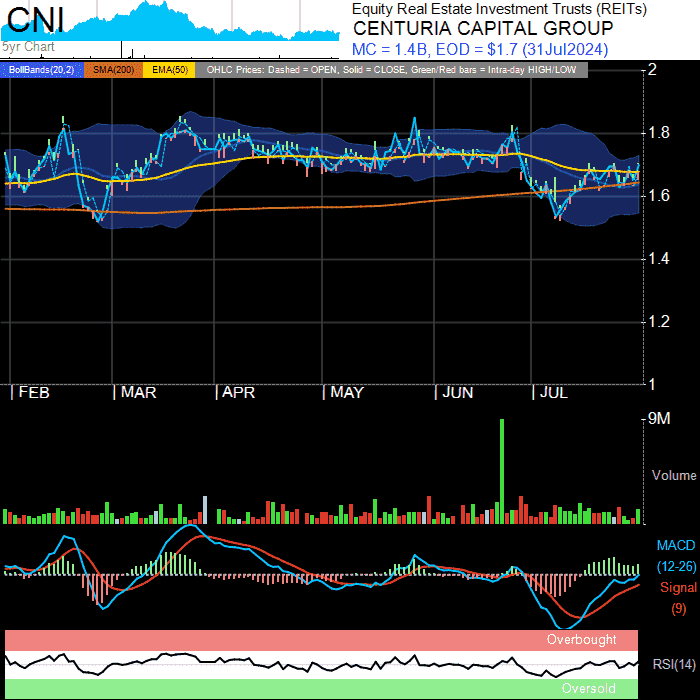 CNI
5yr Chart
Equity Real Estate Investment Trusts (REITs)
CENTURIA CAPITAL GROUP
MC = 1.4B, EOD = $1.7 (31Jul2024)
BollBands(20,2) SMA(200) EMA(50) OHLC Prices: Dashed = OPEN, Solid = CLOSE, Green/Red bars = Intra-day HIGH/LOW
2
1.8
1.6
1.4
1.2
1
FEB MAR APR MAY JUN JUL
9M
Volume
MACD
(12-26)
Signal
(9)
Overbought
RSI(14)
Oversold